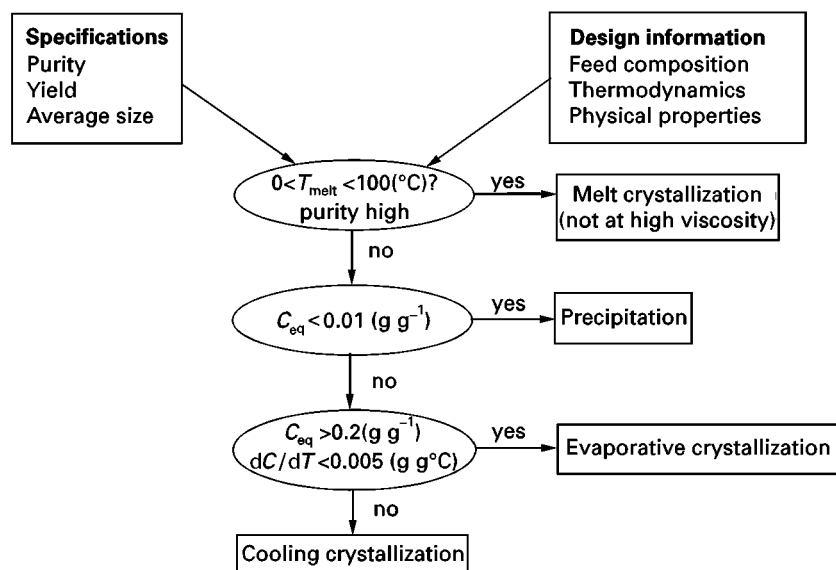 Specifications
Purity
Yield
Average size
Design information
Feed composition
Thermodynamics
Physical properties
0<T_melt <100(°C)?
purity high
yes
Melt crystallization
(not at high viscosity)
no
C_eq <0.01 (g g⁻¹)
yes
Precipitation
no
C_eq >0.2(g g⁻¹)
dC/dT<0.005 (g g°C)
yes
Evaporative crystallization
no
Cooling crystallization